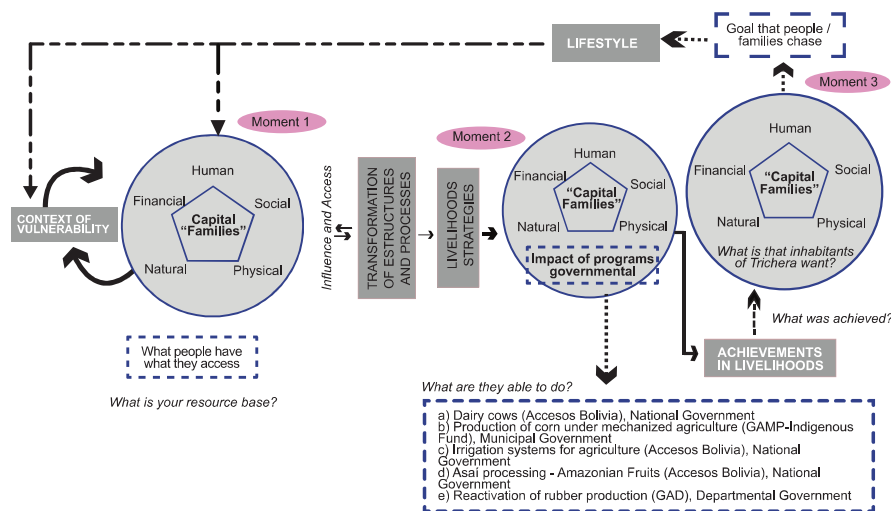 LIFESTYLE
Goal that people /
families chase
Moment 1
Human
Financial
Social
Capital
"Families"
Natural
Physical
CONTEXT OF
VULNERABILITY
What people have
what they access
What is your resource base?
Influence and Access
TRANSFORMATION
OF ESTRUCTURES
AND PROCESSES
LIVELIHOODS
STRATEGIES
Moment 2
Human
Financial
Social
“Capital
Families”
Natural
Physical
Impact of programs
governmental
Moment 3
Human
Financial
Social
“Capital
Families”
Natural
Physical
What is that inhabitants
of Trichera want?
What was achieved?
ACHIEVEMENTS
IN LIVELIHOODS
What are they able to do?
a) Dairy cows (Accesos Bolivia), National Government
b) Production of corn under mechanized agriculture (GAMP-Indigenous
Fund), Municipal Government
c) Irrigation systems for agriculture (Accesos Bolivia), National
Government
d) Asaí processing - Amazonian Fruits (Accesos Bolivia), National
Government
e) Reactivation of rubber production (GAD), Departmental Government